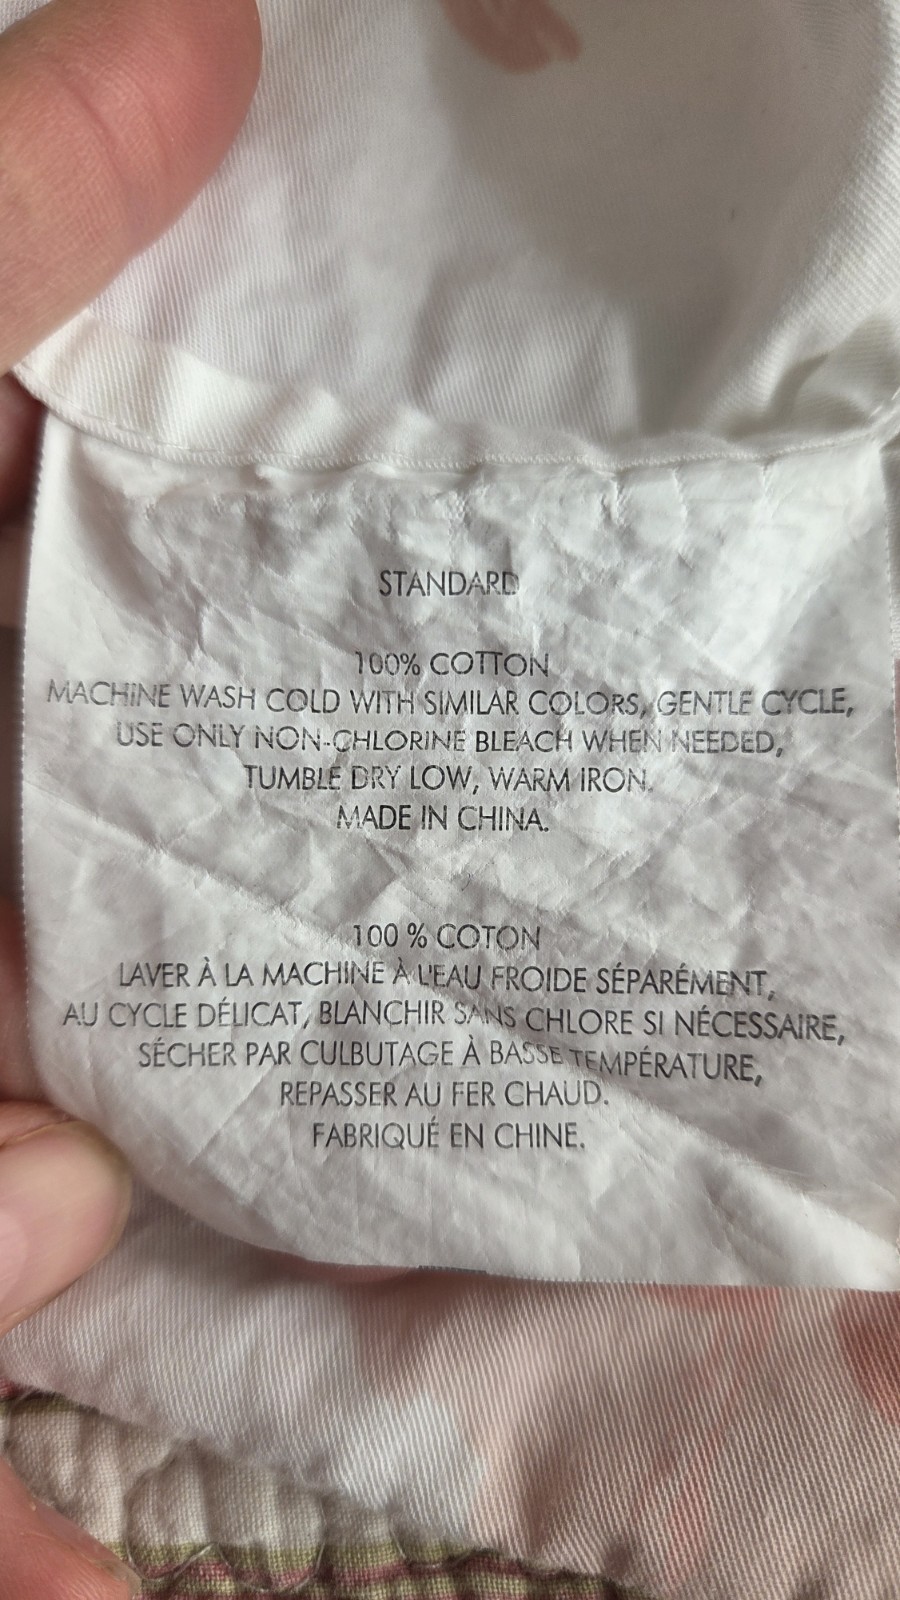 STANDARD
100% COTTON
MACHINE WASH COLD WITH SIMILAR COLORS, GENTLE CYCLE,
USE ONLY NON-CHLORINE BLEACH WHEN NEEDED,
TUMBLE DRY LOW, WARM IRON.
MADE IN CHINA.
100 % COTON
LAVER À LA MACHINE À L'EAU FROIDE SÉPARÉMENT,
AU CYCLE DÉLICAT, BLANCHIR SANS CHLORE SI NÉCESSAIRE,
SÉCHER PAR CULBUTAGE À BASSE TEMPÉRATURE,
REPASSER AU FER CHAUD.
FABRIQUÉ EN CHINE.